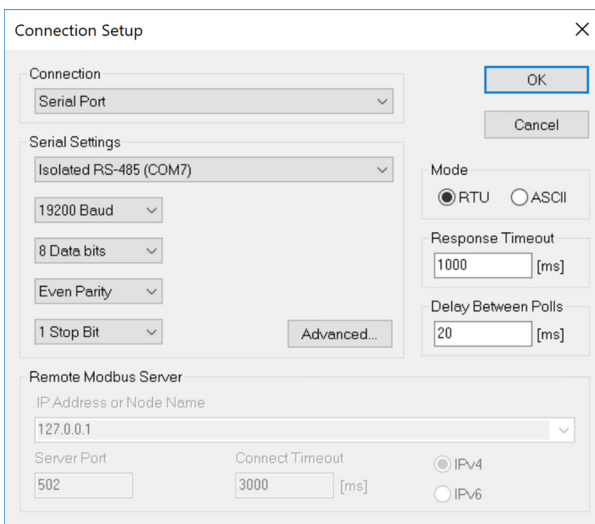 Connection Setup
Connection
Serial Port
OK
Cancel
Serial Settings
Isolated RS-485 (COM7)
19200 Baud
8 Data bits
Even Parity
1 Stop Bit
Advanced...
Mode
RTU ASCII
Response Timeout
1000 [ms]
Delay Between Polls
20 [ms]
Remote Modbus Server
IP Address or Node Name
127.0.0.1
Server Port Connect Timeout
502 3000 [ms]
IPv4
IPv6